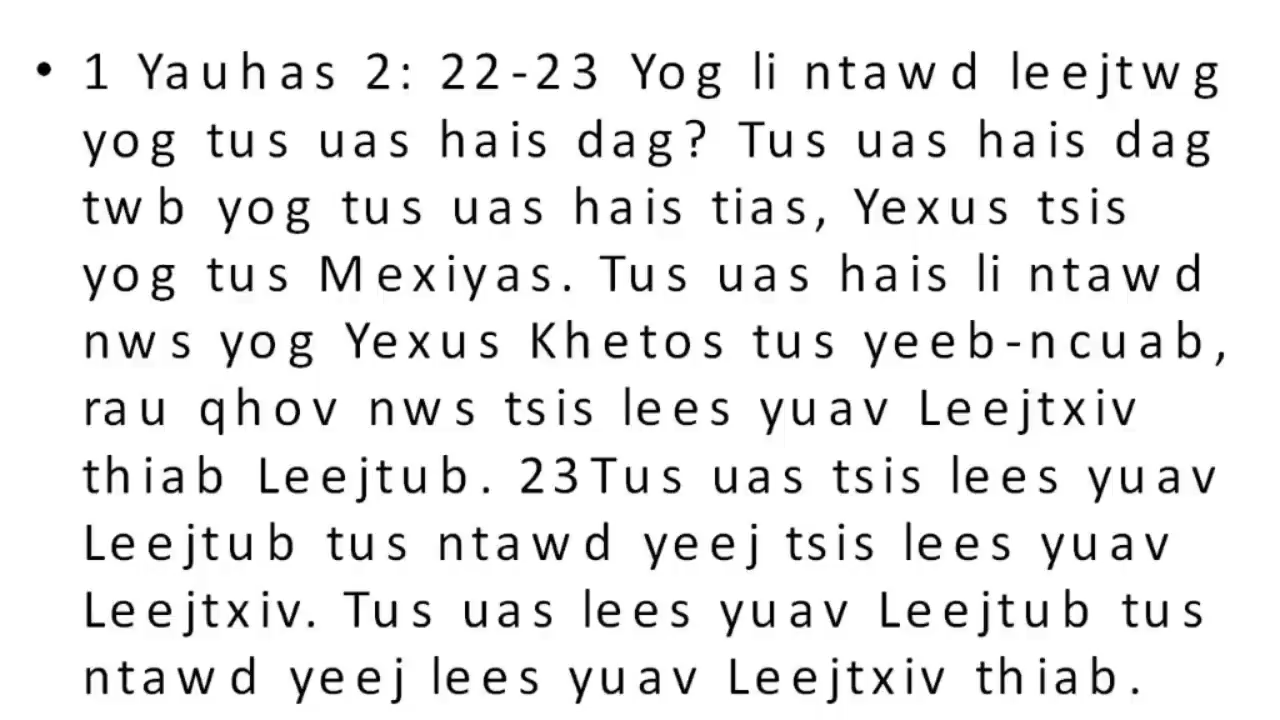 • 1 Yauhas 2: 22-23 Yog li ntawd leejtwg
yog tus uas hais dag? Tus uas hais dag
twb yog tus uas hais tias, Yexus tsis
yog tus Mexiyas. Tus uas hais li ntawd
nws yog Yexus Khetos tus yeeb-ncuab,
rau qhov nws tsis lees yuav Leejtxiv
thiab Leejtub. 23Tus uas tsis lees yuav
Leejtub tus ntawd yeej tsis lees yuav
Leejtxiv. Tus uas lees yuav Leejtub tus
ntawd yeej lees yuav Leejtxiv thiab.